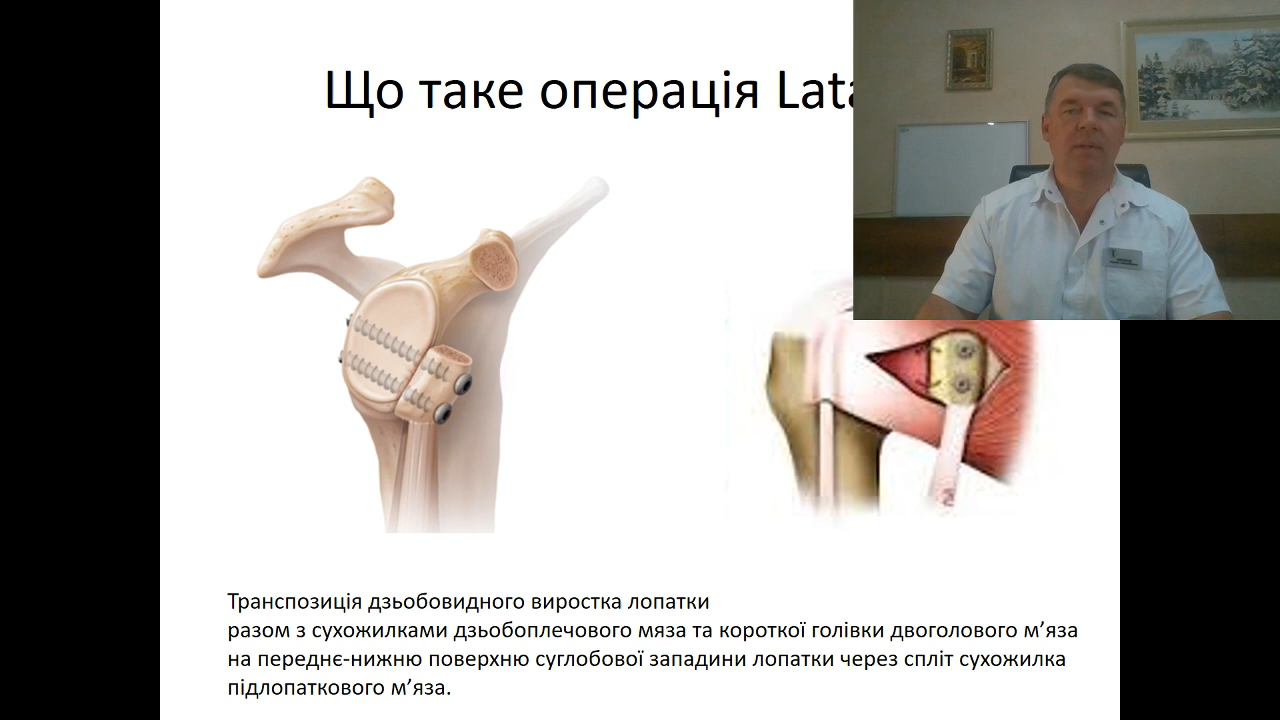 Що таке операція Lata
Транспозиція дзьобовидного виростка лопатки
разом з сухожилками дзьобоплечового мяза та короткої голівки двоголового м’яза
на переднє-нижню поверхню суглобової западини лопатки через спліт сухожилка
підлопаткового м’яза.